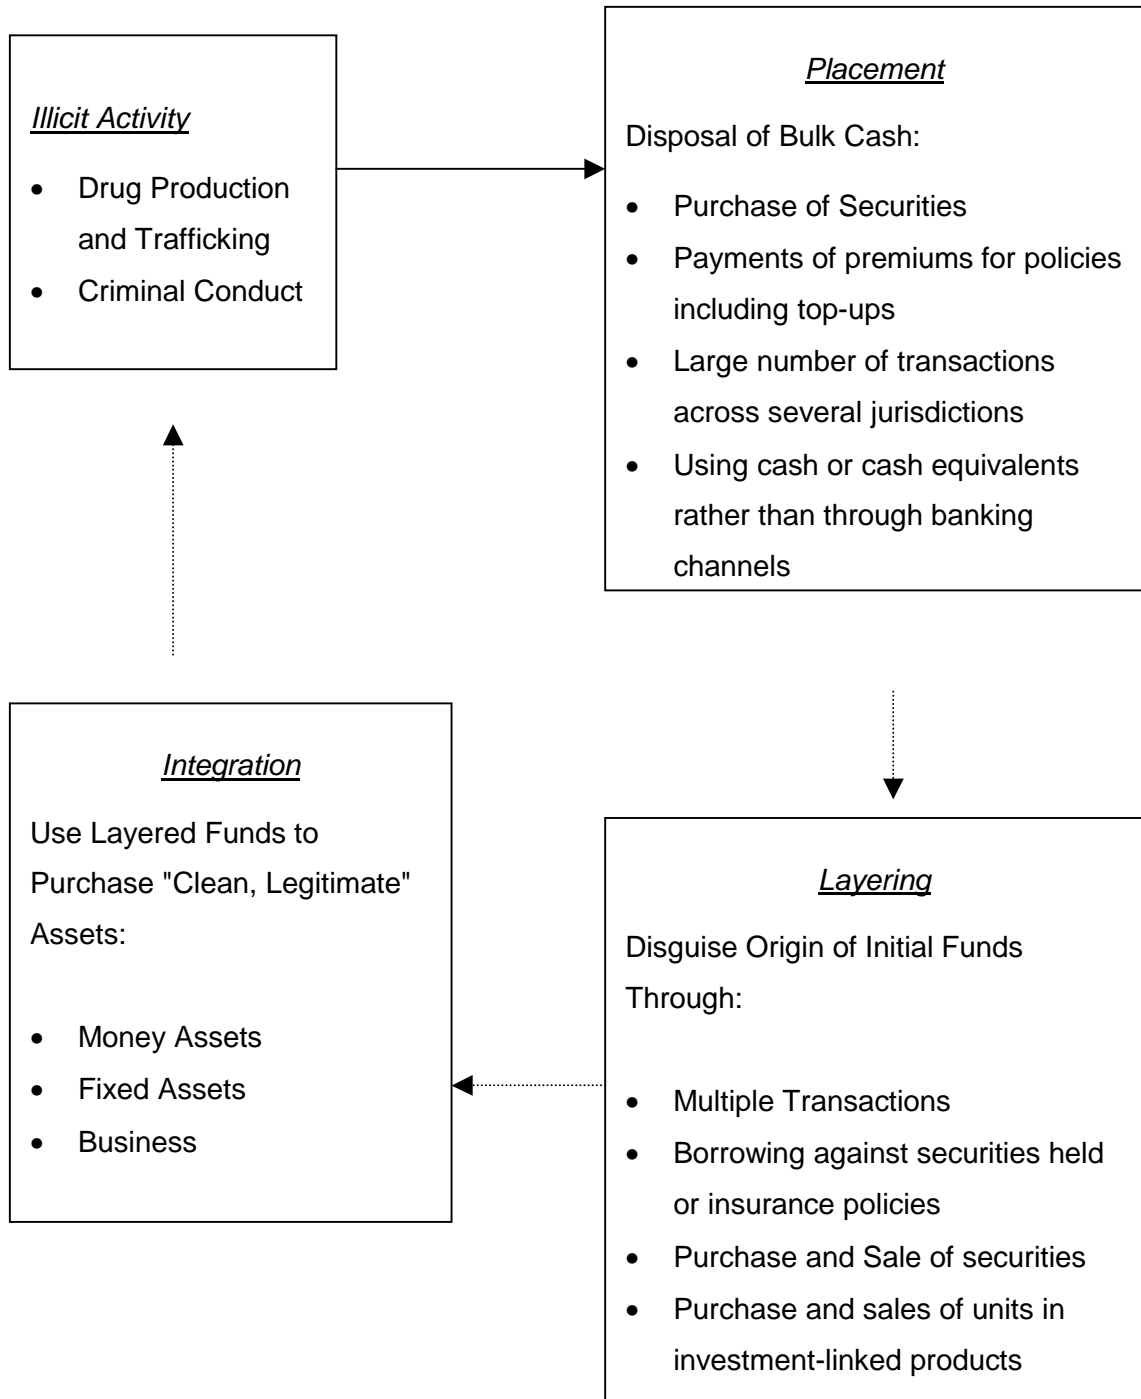 Illicit Activity
• Drug Production
and Trafficking
• Criminal Conduct
Placement
Disposal of Bulk Cash:
• Purchase of Securities
• Payments of premiums for policies
including top-ups
• Large number of transactions
across several jurisdictions
• Using cash or cash equivalents
rather than through banking
channels
Integration
Use Layered Funds to
Purchase "Clean, Legitimate"
Assets:
• Money Assets
• Fixed Assets
• Business
Layering
Disguise Origin of Initial Funds
Through:
• Multiple Transactions
• Borrowing against securities held
or insurance policies
• Purchase and Sale of securities
• Purchase and sales of units in
investment-linked products